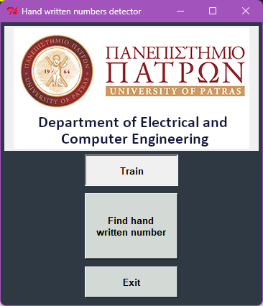 Hand written numbers detector
ΠΑΝΕΠΙΣΤΗΜΙΟ
ΠΑΤΡΩΝ
UNIVERSITY OF PATRAS
Department of Electrical and
Computer Engineering
Train
Find hand
written number
Exit